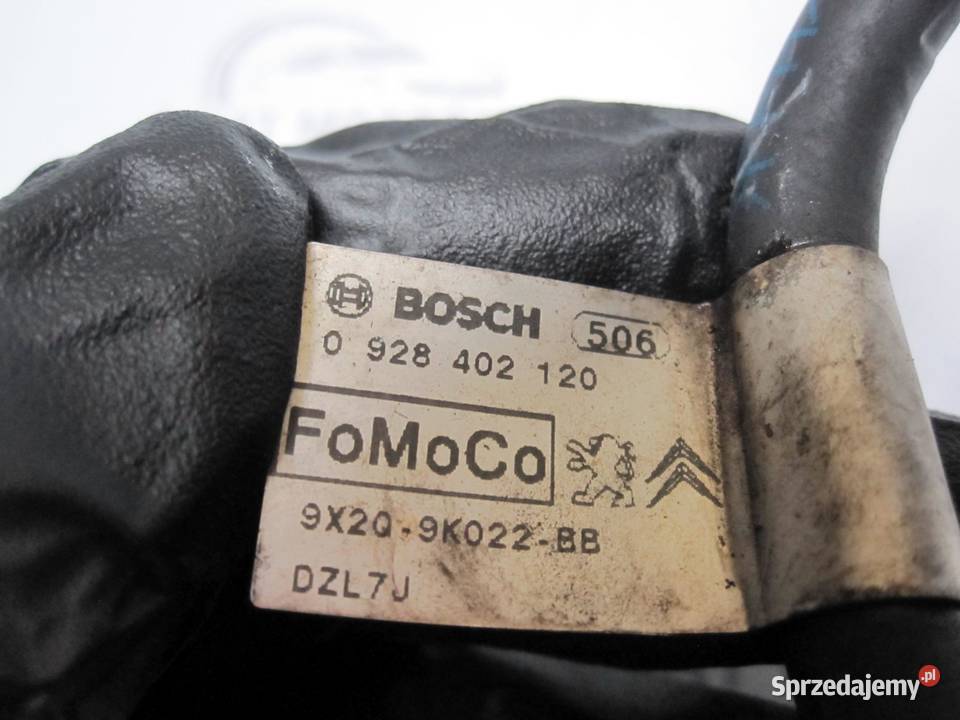 BOSCH 506
0 928 402 120
FoMoCo
9X2Q-9K022-BB
DZL7J
Sprzedajemy.pl